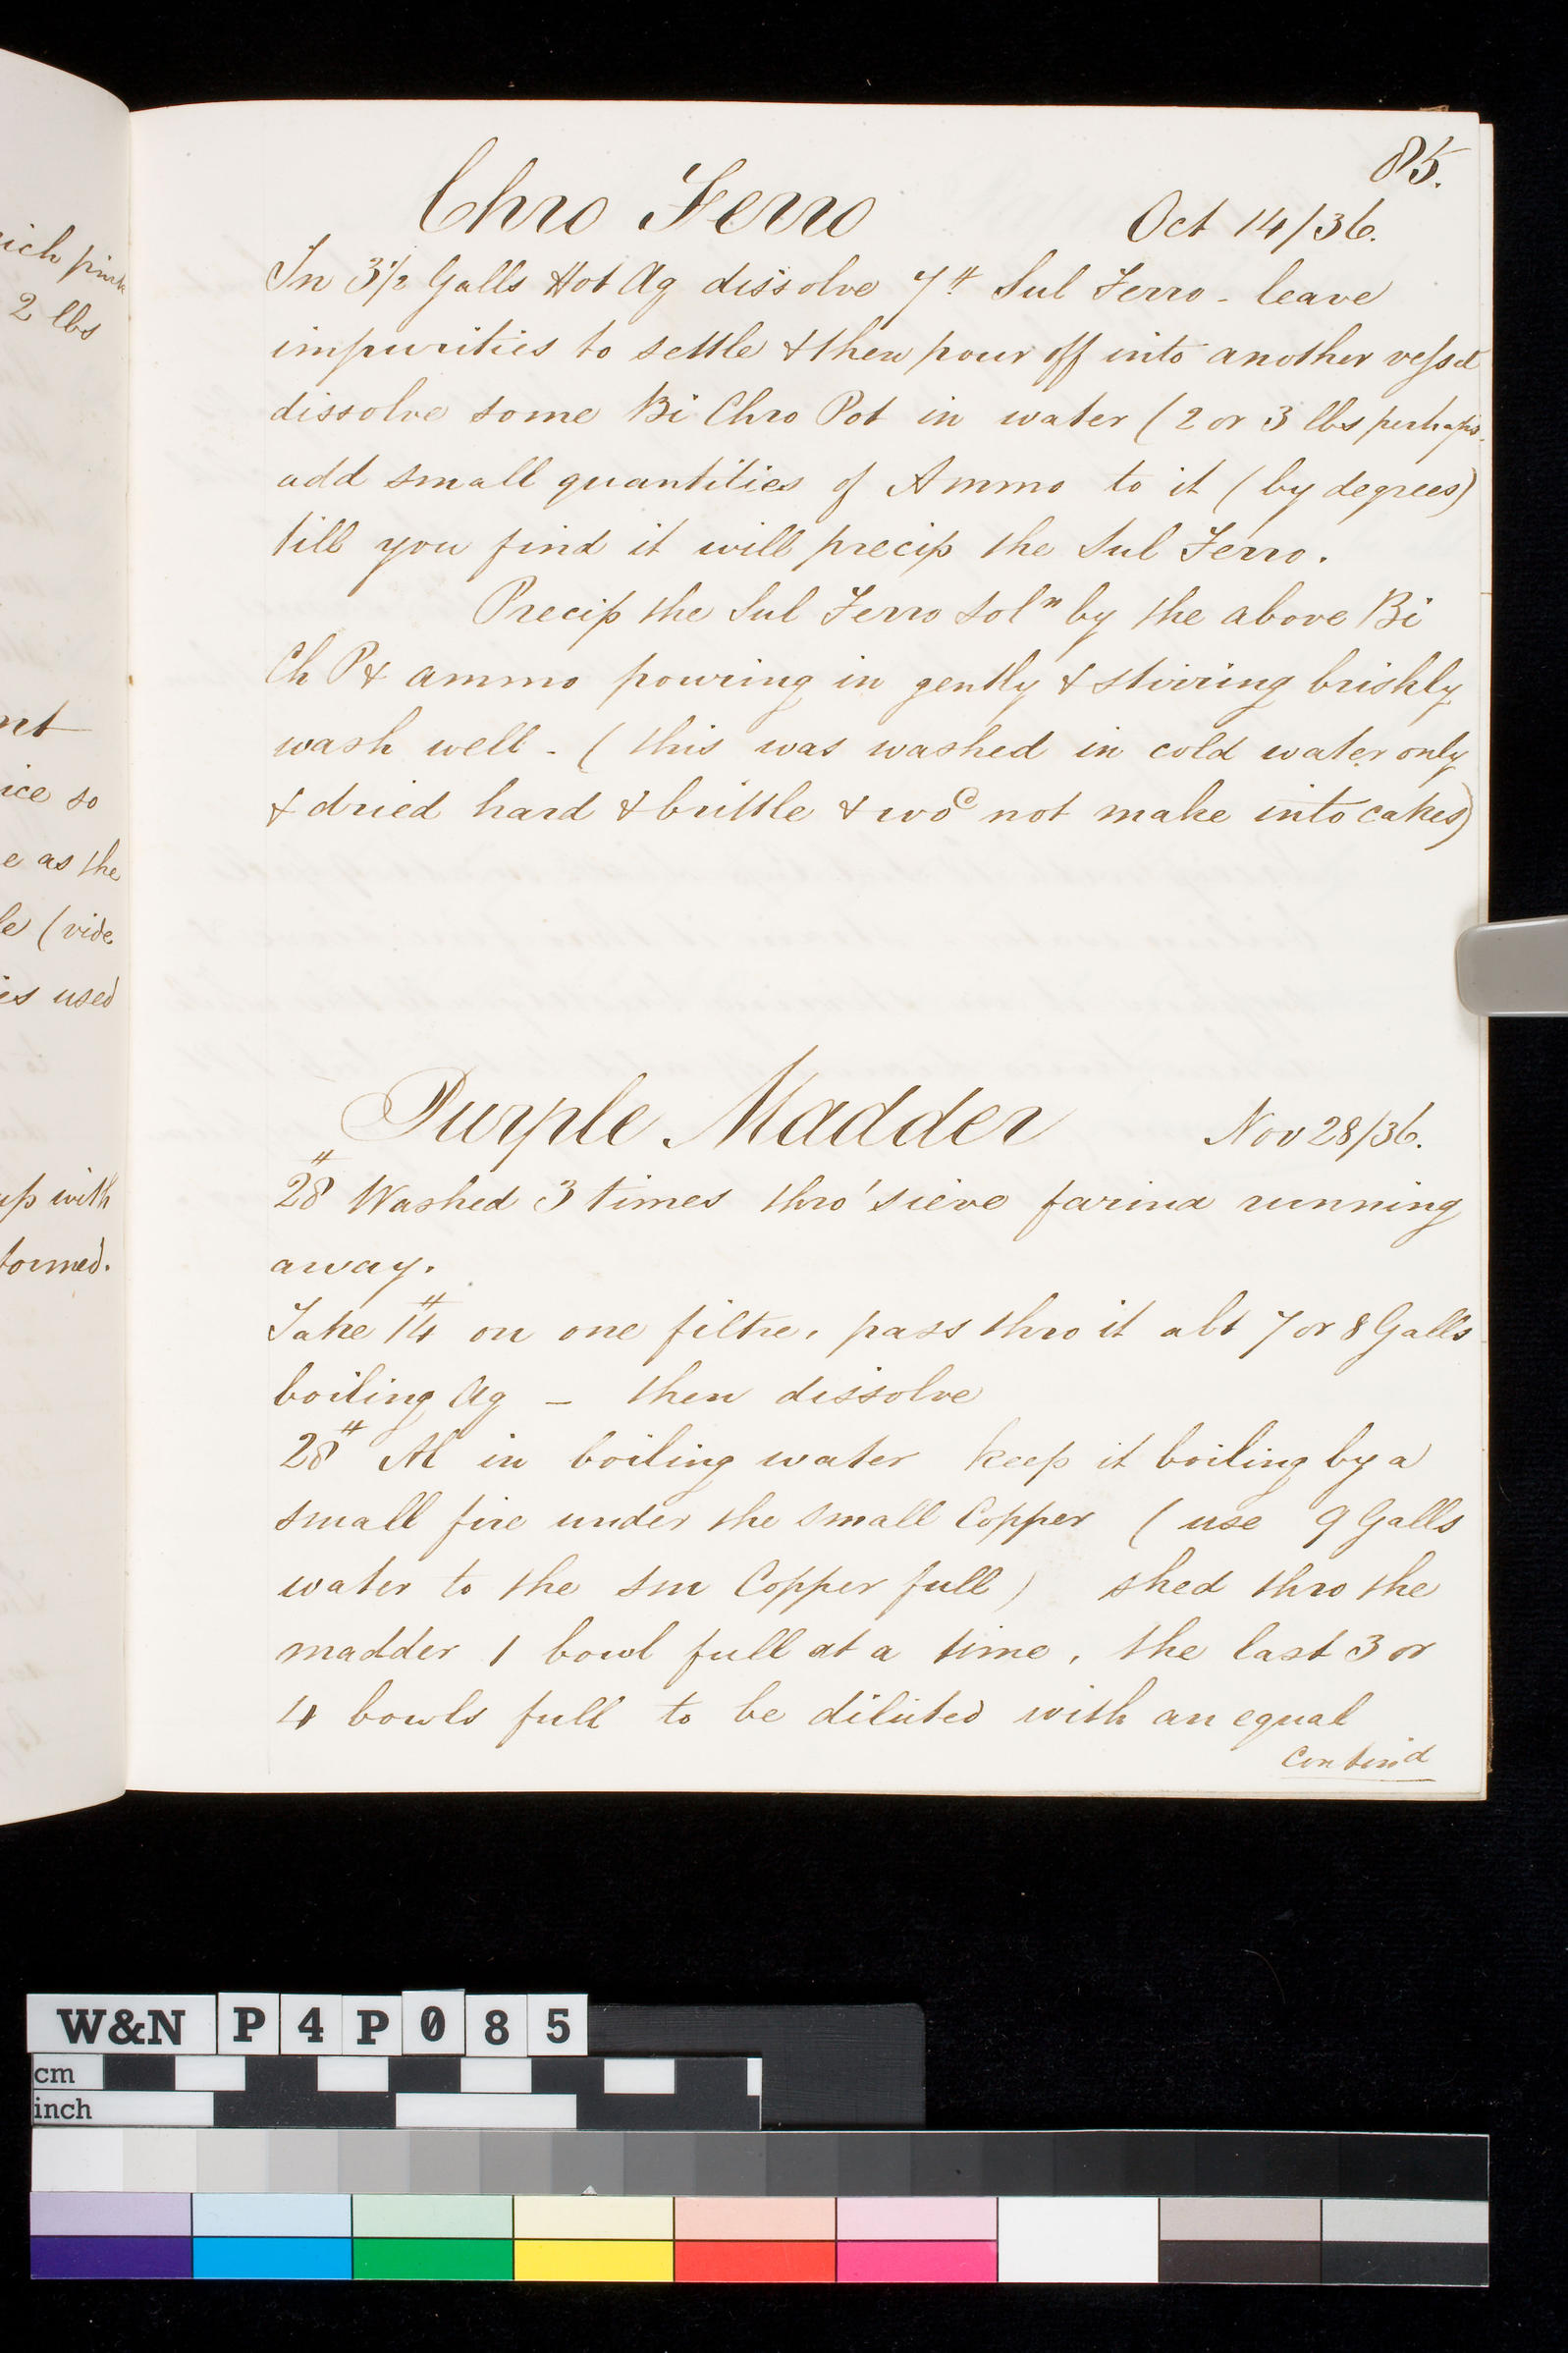 85.
Chro Ferro Oct 14/36.
In 3 1/2 Galls Hot Aq dissolve 7# Sul Ferro - leave
impurities to settle & then pour off into another vessel
dissolve some Bi Chro Pot in water (2 or 3 lbs perhaps.
add small quantities of Ammo to it (by degrees)
till you find it will precip the Sul Ferro.
Precip the Sul Ferro Soln by the above Bi
Ch P & ammo pouring in gently & stirring briskly
wash well - (this was washed in cold water only
& dried hard & brittle & wod not make into cakes)
Purple Madder Nov 28/36.
28# Washed 3 times thro' sieve farina running
away.
Take 14# on one filtre, pass thro it abt 7 or 8 Galls
boiling Aq - then dissolve
28# Al in boiling water keep it boiling by a
small fire under the small Copper (use 9 Galls
water to the sm Copper full) shed thro the
madder 1 bowl full at a time, the last 3 or
4 bowls full to be diluted with an equal
Contind
ich pink
2 lbs
nt
ice so
e as the
le (vide
ies used
up with
formed.
W&N P4P085
cm
inch